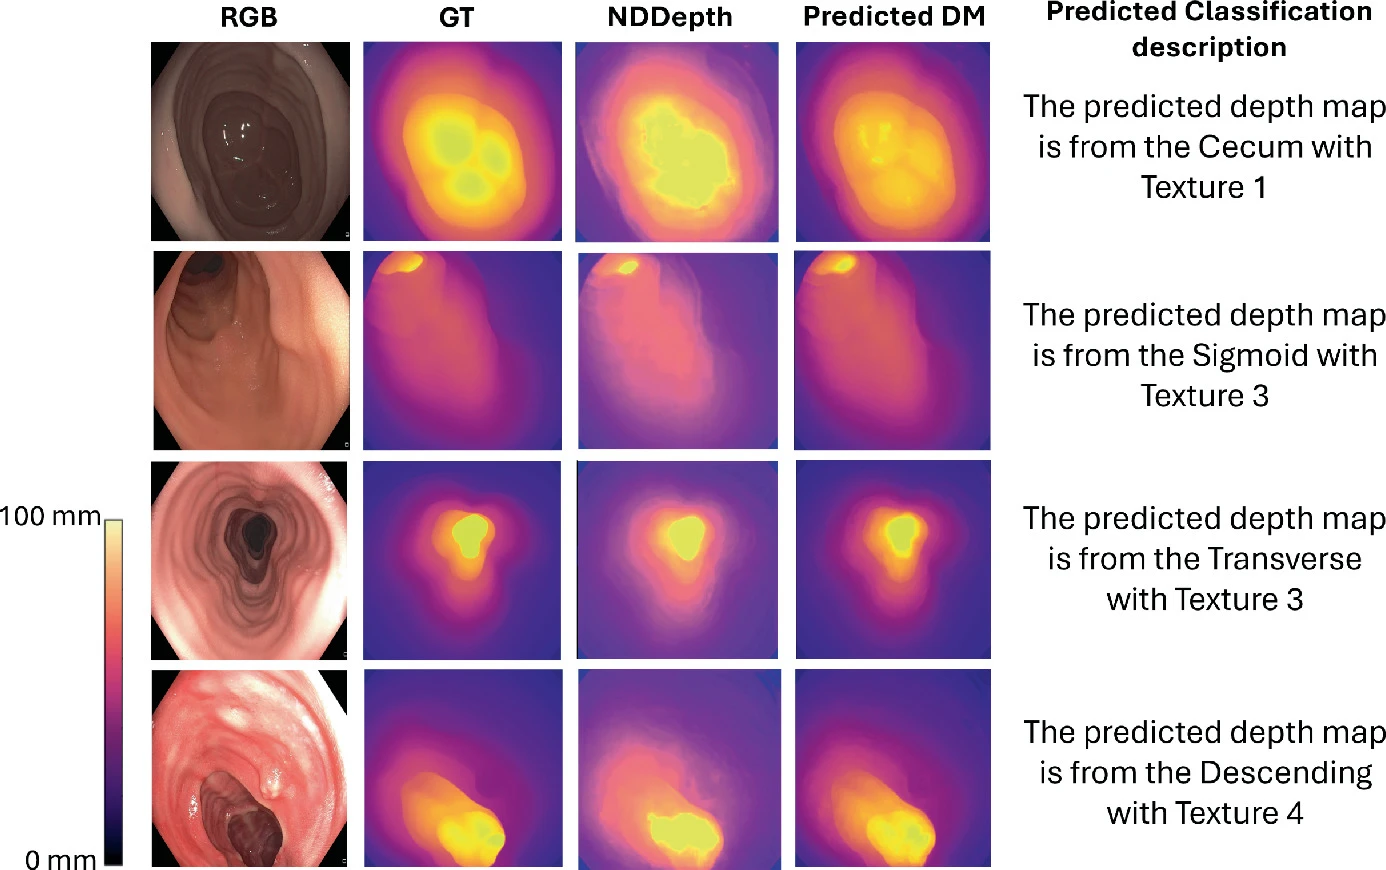 RGB
GT
NDDepth
Predicted DM
Predicted Classification
description
The predicted depth map
is from the Cecum with
Texture 1
The predicted depth map
is from the Sigmoid with
Texture 3
100 mm
The predicted depth map
is from the Transverse
with Texture 3
The predicted depth map
is from the Descending
with Texture 4
0 mm